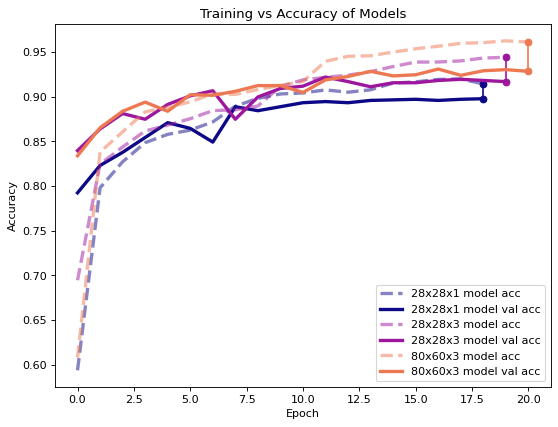 Training vs Accuracy of Models
Accuracy
0.95
0.90
0.85
0.80
0.75
0.70
0.65
0.60
28x28x1 model acc
28x28x1 model val acc
28x28x3 model acc
28x28x3 model val acc
80x60x3 model acc
80x60x3 model val acc
0.0 2.5 5.0 7.5 10.0 12.5 15.0 17.5 20.0
Epoch